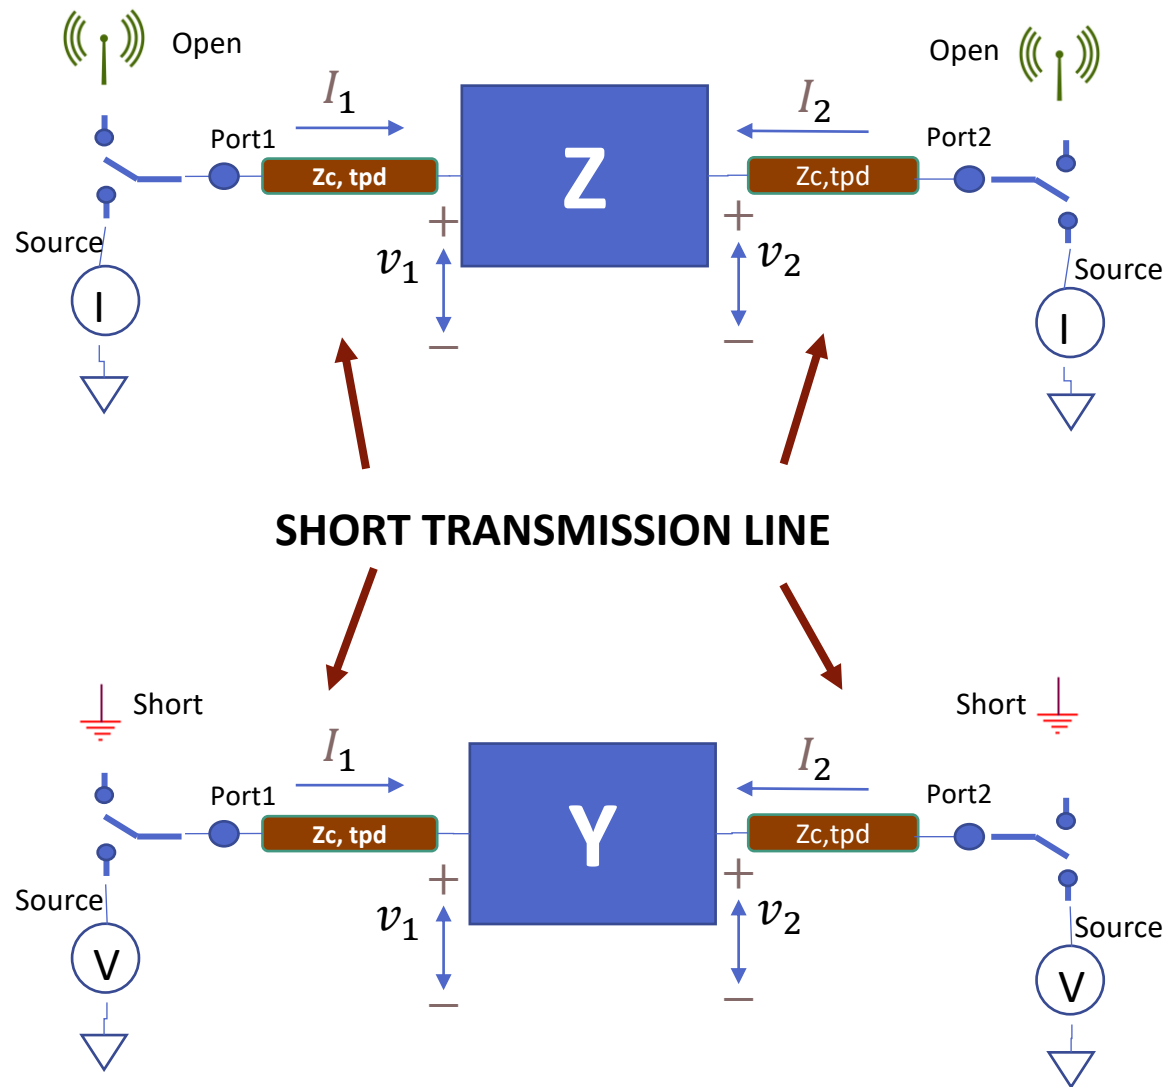 Open
Open
I₁
I₂
Port1
Port2
Zc, tpd
Z
Zc,tpd
+
+
Source
v₁
v₂
Source
I
I
—
—
SHORT TRANSMISSION LINE
Short
Short
I₁
I₂
Port1
Port2
Zc, tpd
Y
Zc,tpd
+
+
Source
v₁
v₂
Source
V
V
—
—